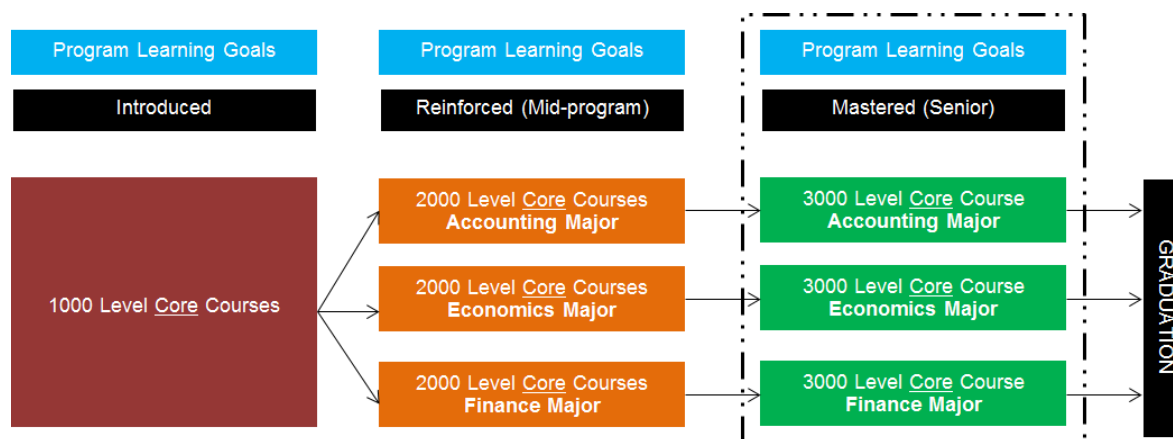 Program Learning Goals
Program Learning Goals
Program Learning Goals
Introduced
Reinforced (Mid-program)
Mastered (Senior)
1000 Level Core Courses
2000 Level Core Courses
Accounting Major
3000 Level Core Course
Accounting Major
2000 Level Core Courses
Economics Major
3000 Level Core Course
Economics Major
2000 Level Core Courses
Finance Major
3000 Level Core Course
Finance Major
GRADUATION